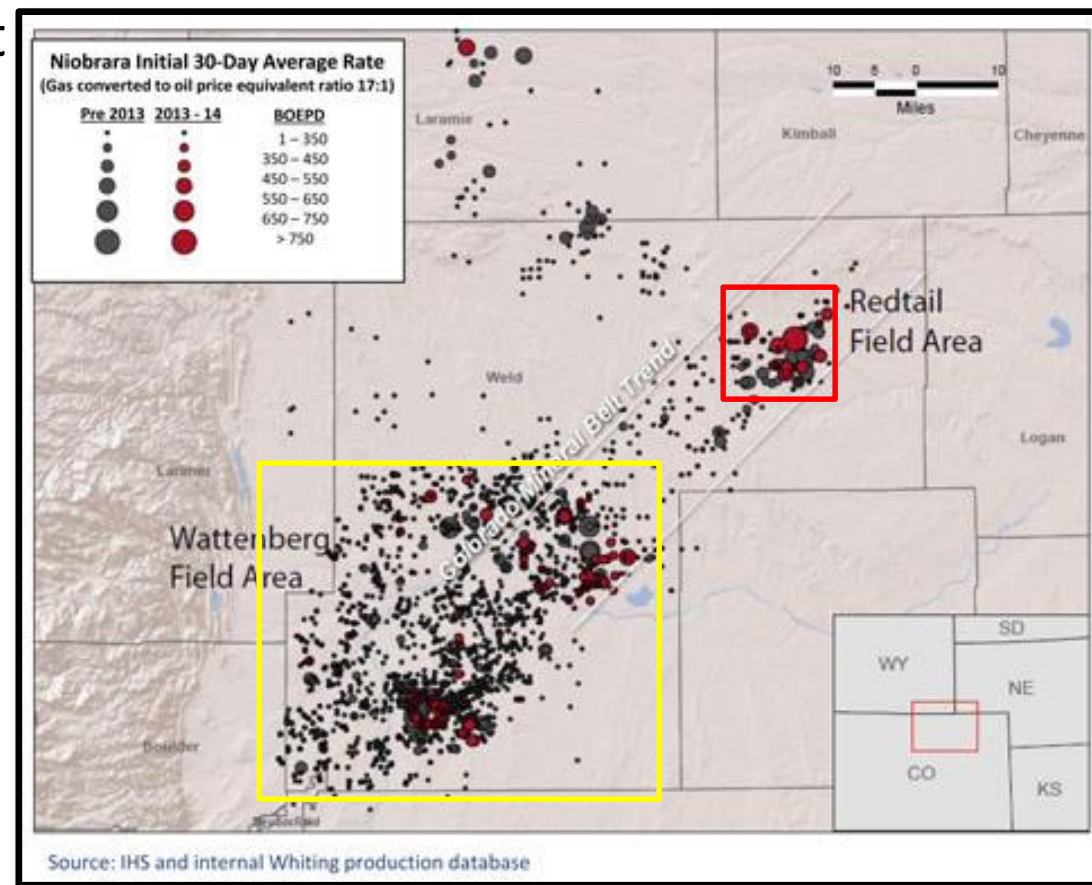 t
Niobrara Initial 30-Day Average Rate
(Gas converted to oil price equivalent ratio 17:1)
Pre 2013 2013 - 14 BOEPD
1 – 350
350 – 450
450 – 550
550 – 650
650 – 750
> 750
10 5 0 10
Miles
Laramie
Kimball
Cheyenne
Redtail
Field Area
Weld
Colorado Mineral Belt Trend
Logan
Larimer
Wattenberg
Field Area
Boulder
SD
WY
NE
CO
KS
Source: IHS and internal Whiting production database